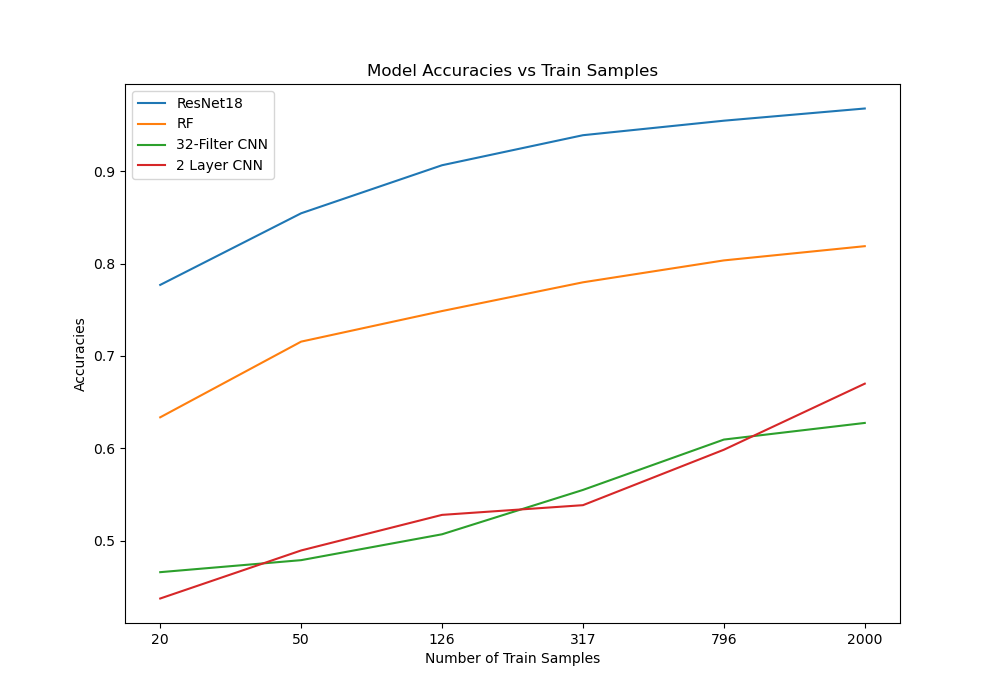 Model Accuracies vs Train Samples
ResNet18
RF
32-Filter CNN
2 Layer CNN
0.9
0.8
0.7
0.6
0.5
Accuracies
20 50 126 317 796 2000
Number of Train Samples